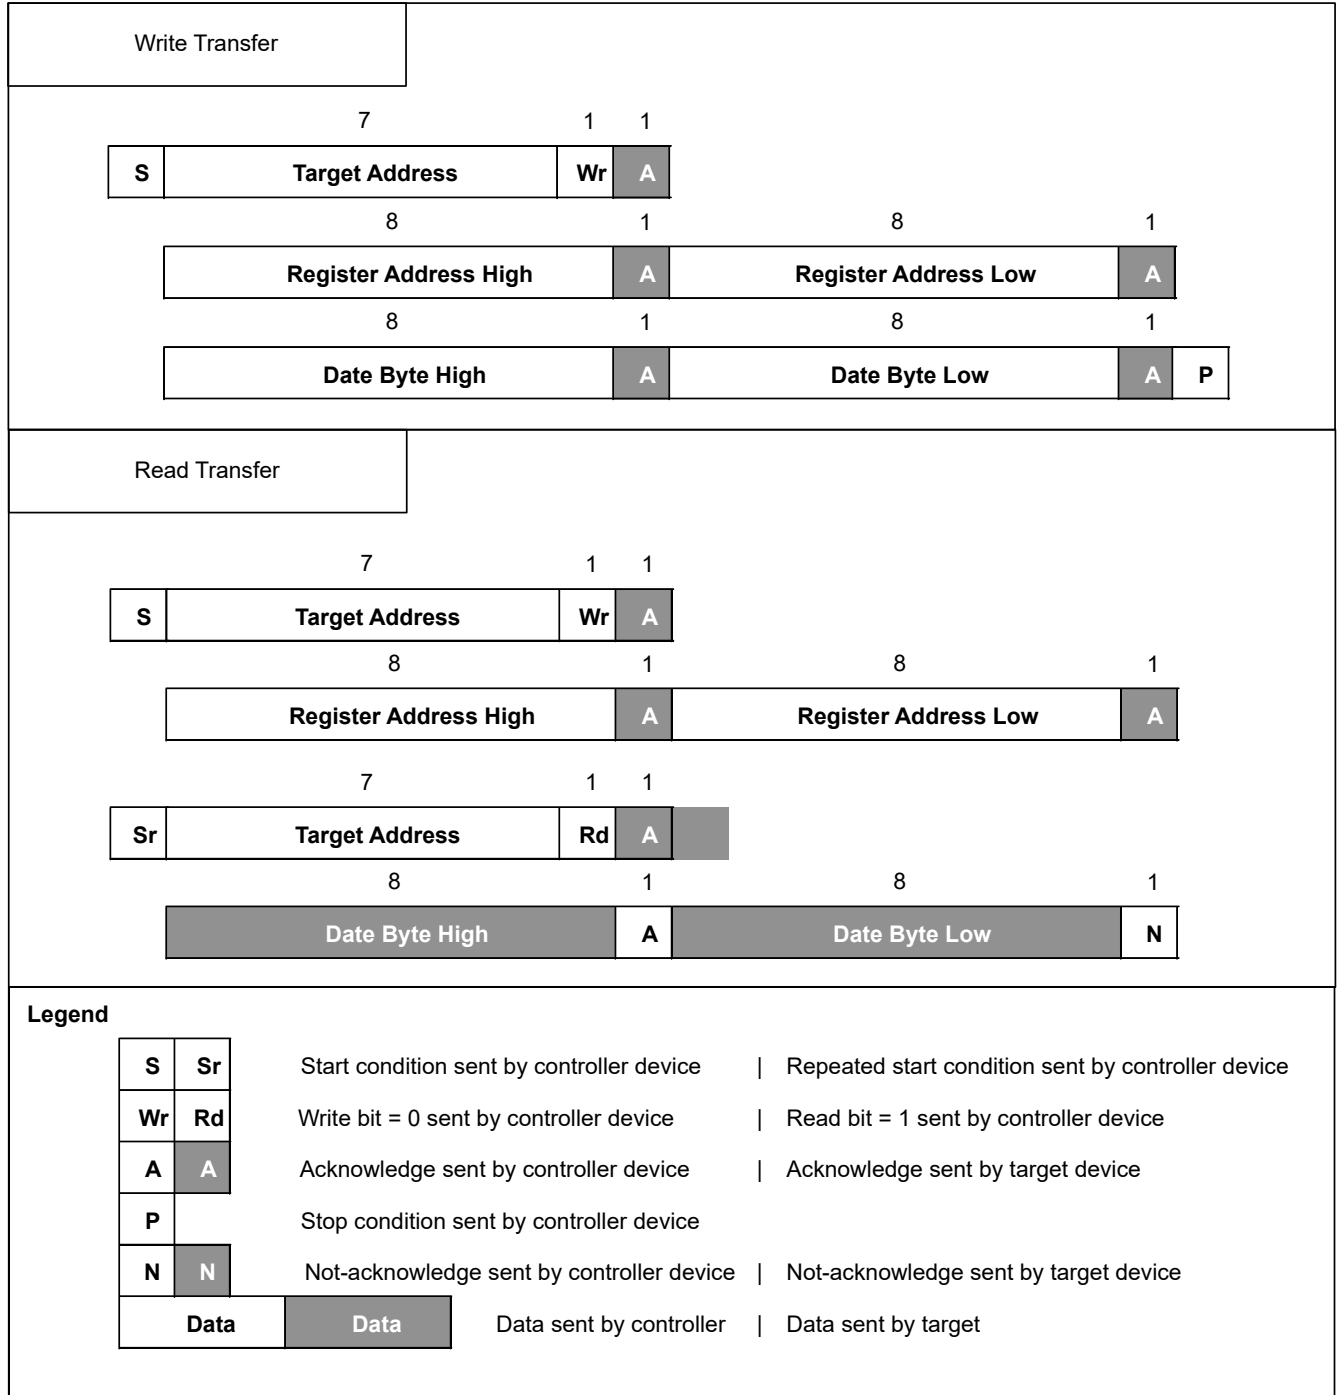 Write Transfer
7 1 1
S Target Address Wr A
8 1 8 1
Register Address High A Register Address Low A
8 1 8 1
Date Byte High A Date Byte Low A P
Read Transfer
7 1 1
S Target Address Wr A
8 1 8 1
Register Address High A Register Address Low A
7 1 1
Sr Target Address Rd A
8 1 8 1
Date Byte High A Date Byte Low N
Legend
S Sr Start condition sent by controller device | Repeated start condition sent by controller device
Wr Rd Write bit = 0 sent by controller device | Read bit = 1 sent by controller device
A A Acknowledge sent by controller device | Acknowledge sent by target device
P Stop condition sent by controller device
N N Not-acknowledge sent by controller device | Not-acknowledge sent by target device
Data Data Data sent by controller | Data sent by target